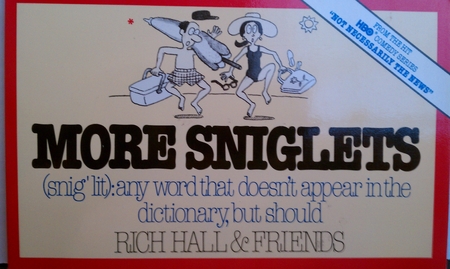 FROM THE HIT
HBO COMEDY SERIES
"NOT NECESSARILY THE NEWS"
MORE SNIGLETS
(snig'lit):any word that doesn't appear in the
dictionary, but should
RICH HALL & FRIENDS